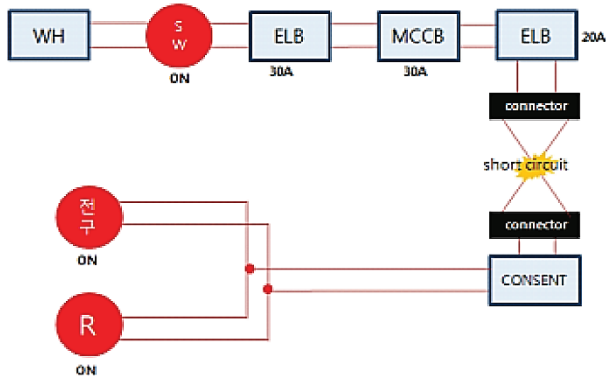 WH
S
W
ON
ELB
30A
MCCB
30A
ELB
20A
connector
short circuit
connector
CONSENT
전
구
ON
R
ON